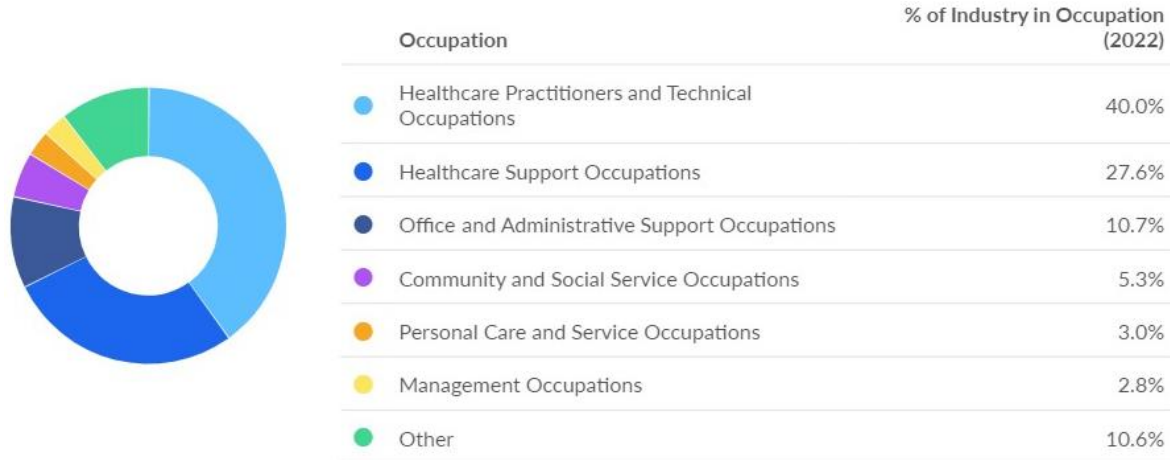 % of Industry in Occupation
(2022)
Occupation
Healthcare Practitioners and Technical
Occupations
40.0%
Healthcare Support Occupations 27.6%
Office and Administrative Support Occupations 10.7%
Community and Social Service Occupations 5.3%
Personal Care and Service Occupations 3.0%
Management Occupations 2.8%
Other 10.6%